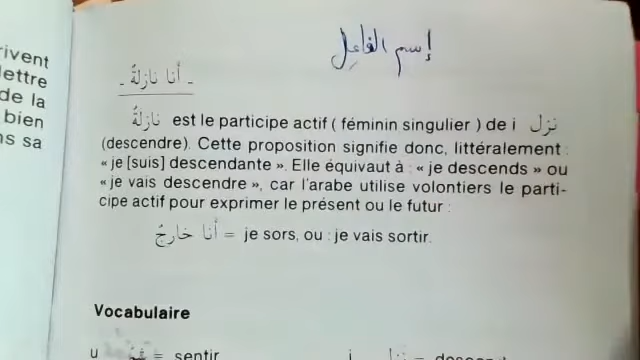 إسم الفاعِل
rivent
lettre
de la
bien
ns sa
ـ أنا نازلةٌ ـ
نازلةٌ est le participe actif ( féminin singulier ) de i نزل
(descendre). Cette proposition signifie donc, littéralement :
« je [suis] descendante ». Elle équivaut à : « je descends » ou
« je vais descendre », car l'arabe utilise volontiers le parti-
cipe actif pour exprimer le présent ou le futur :
أنا خارجٌ = je sors, ou : je vais sortir.
Vocabulaire
u = sentir i نزل =